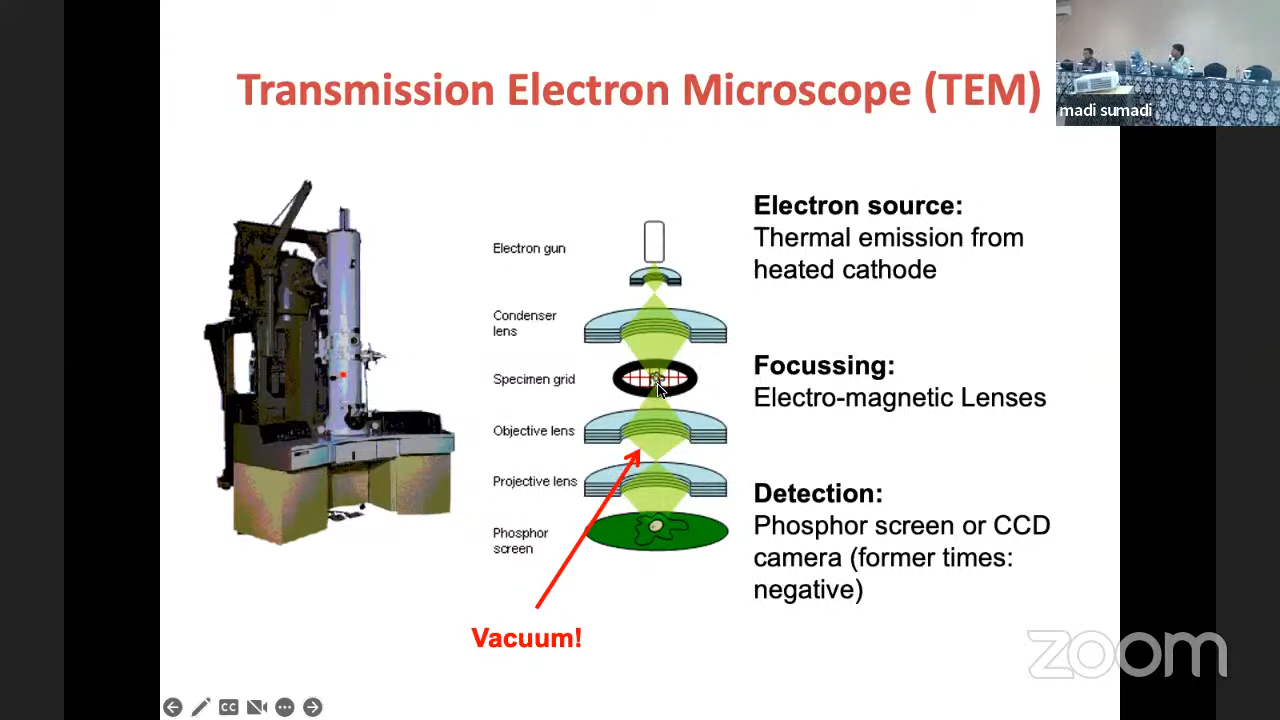 Transmission Electron Microscope (TEM)
madi sumadi
Electron gun
Condenser
lens
Specimen grid
Objective lens
Projective lens
Phosphor
screen
Vacuum!
Electron source:
Thermal emission from
heated cathode
Focussing:
Electro-magnetic Lenses
Detection:
Phosphor screen or CCD
camera (former times:
negative)
zoom
CC